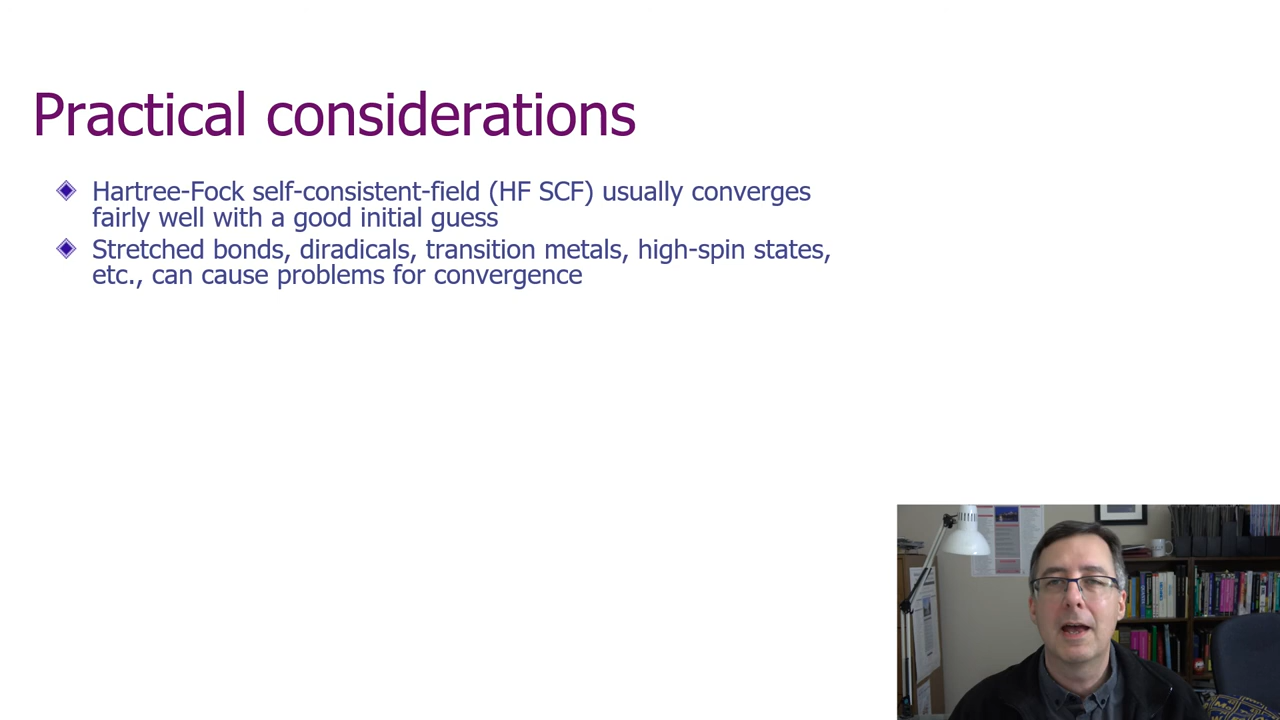 Practical considerations
Hartree-Fock self-consistent-field (HF SCF) usually converges
fairly well with a good initial guess
Stretched bonds, diradicals, transition metals, high-spin states,
etc., can cause problems for convergence